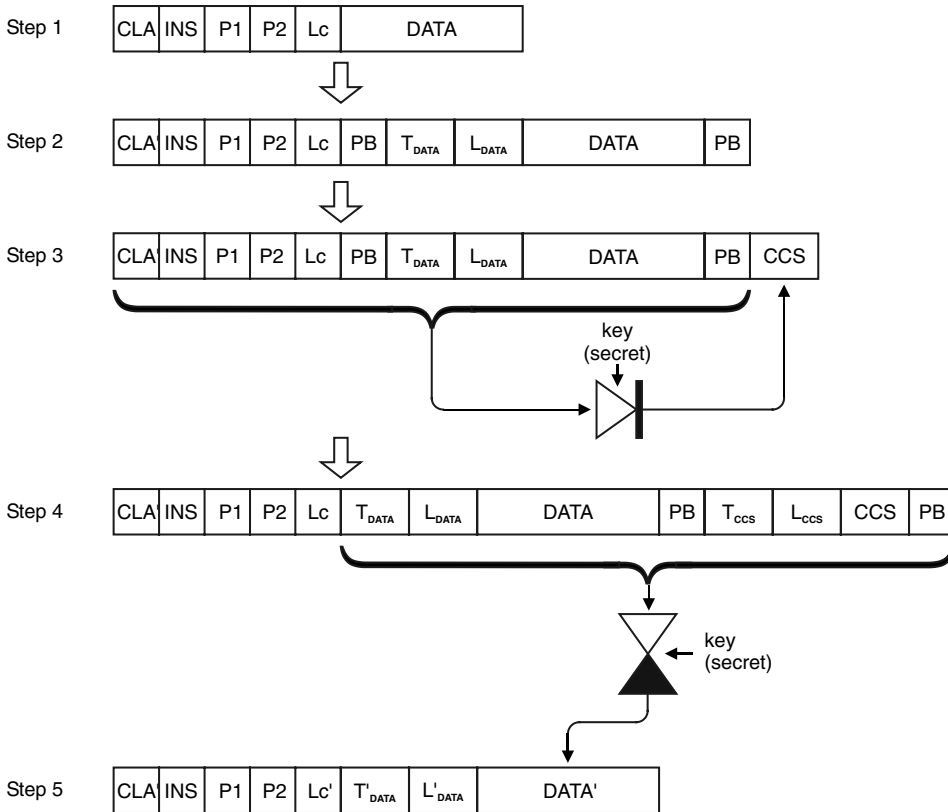 Step 1 CLA INS P1 P2 Lc DATA
Step 2 CLA' INS P1 P2 Lc PB T_DATA L_DATA DATA PB
Step 3 CLA' INS P1 P2 Lc PB T_DATA L_DATA DATA PB CCS
key
(secret)
Step 4 CLA' INS P1 P2 Lc T_DATA L_DATA DATA PB T_CCS L_CCS CCS PB
key
(secret)
Step 5 CLA' INS P1 P2 Lc' T'_DATA L'_DATA DATA'